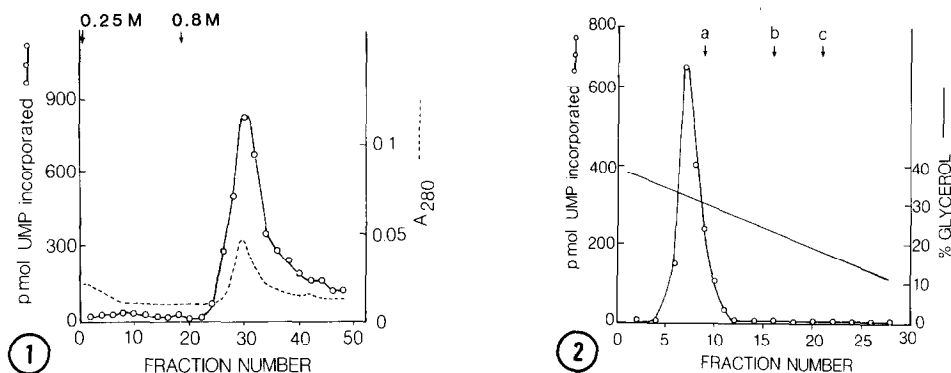 0.25 M 0.8 M
pmol UMP incorporated
900
600
300
0
0.1
0.05
0
A280
0 10 20 30 40 50
FRACTION NUMBER
1
a b c
pmol UMP incorporated
800
600
400
200
0
40
30
20
10
0
% GLYCEROL
0 5 10 15 20 25 30
FRACTION NUMBER
2